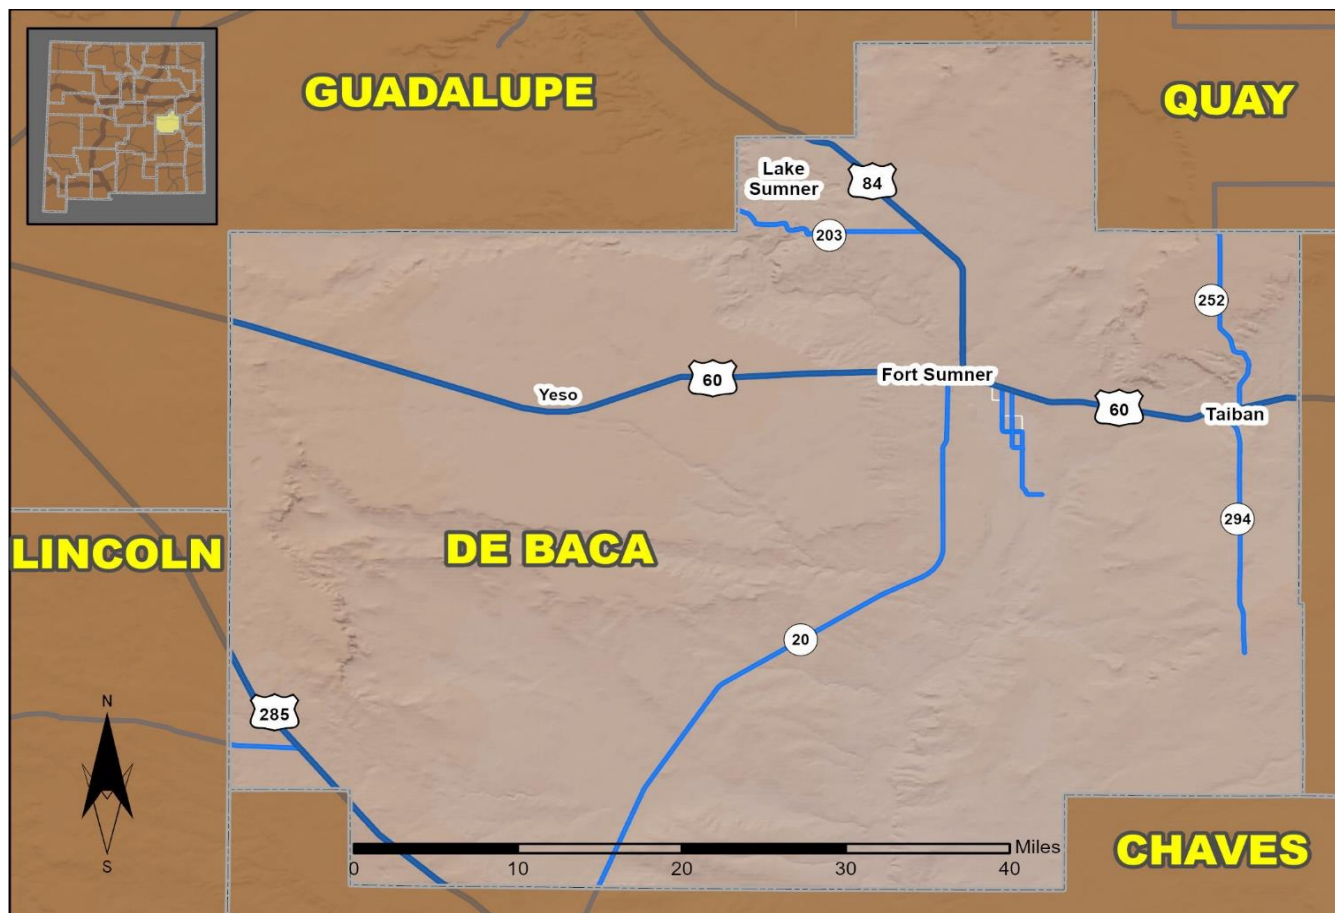 GUADALUPE
QUAY
Lake
Sumner
84
203
252
Fort Sumner
60
Yeso
60
Taiban
LINCOLN
DE BACA
294
20
285
N
S
Miles
0 10 20 30 40
CHAVES